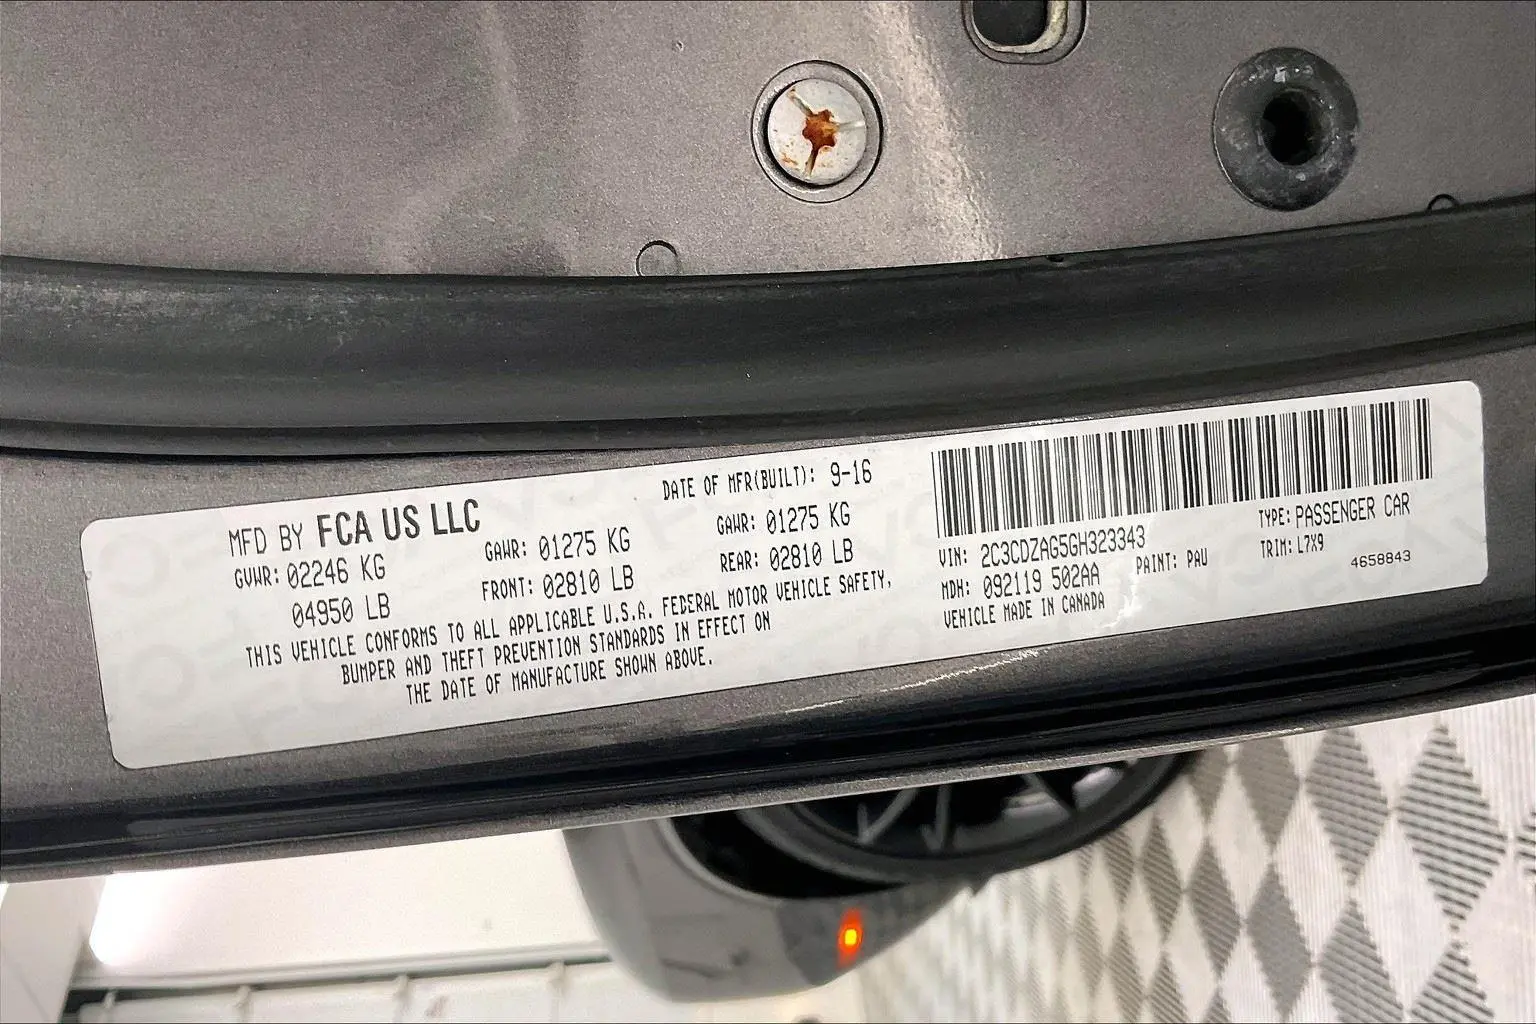 MFD BY FCA US LLC
DATE OF MFR(BUILT): 9-16
GVWR: 02246 KG
04950 LB
GAWR: 01275 KG
FRONT: 02810 LB
GAWR: 01275 KG
REAR: 02810 LB
THIS VEHICLE CONFORMS TO ALL APPLICABLE U.S.A. FEDERAL MOTOR VEHICLE SAFETY,
BUMPER AND THEFT PREVENTION STANDARDS IN EFFECT ON
THE DATE OF MANUFACTURE SHOWN ABOVE.
VIN: 2C3CDZAG5GH323343
TYPE: PASSENGER CAR
MDH: 092119 502AA
PAINT: PAU
TRIM: L7X9
VEHICLE MADE IN CANADA
4658843